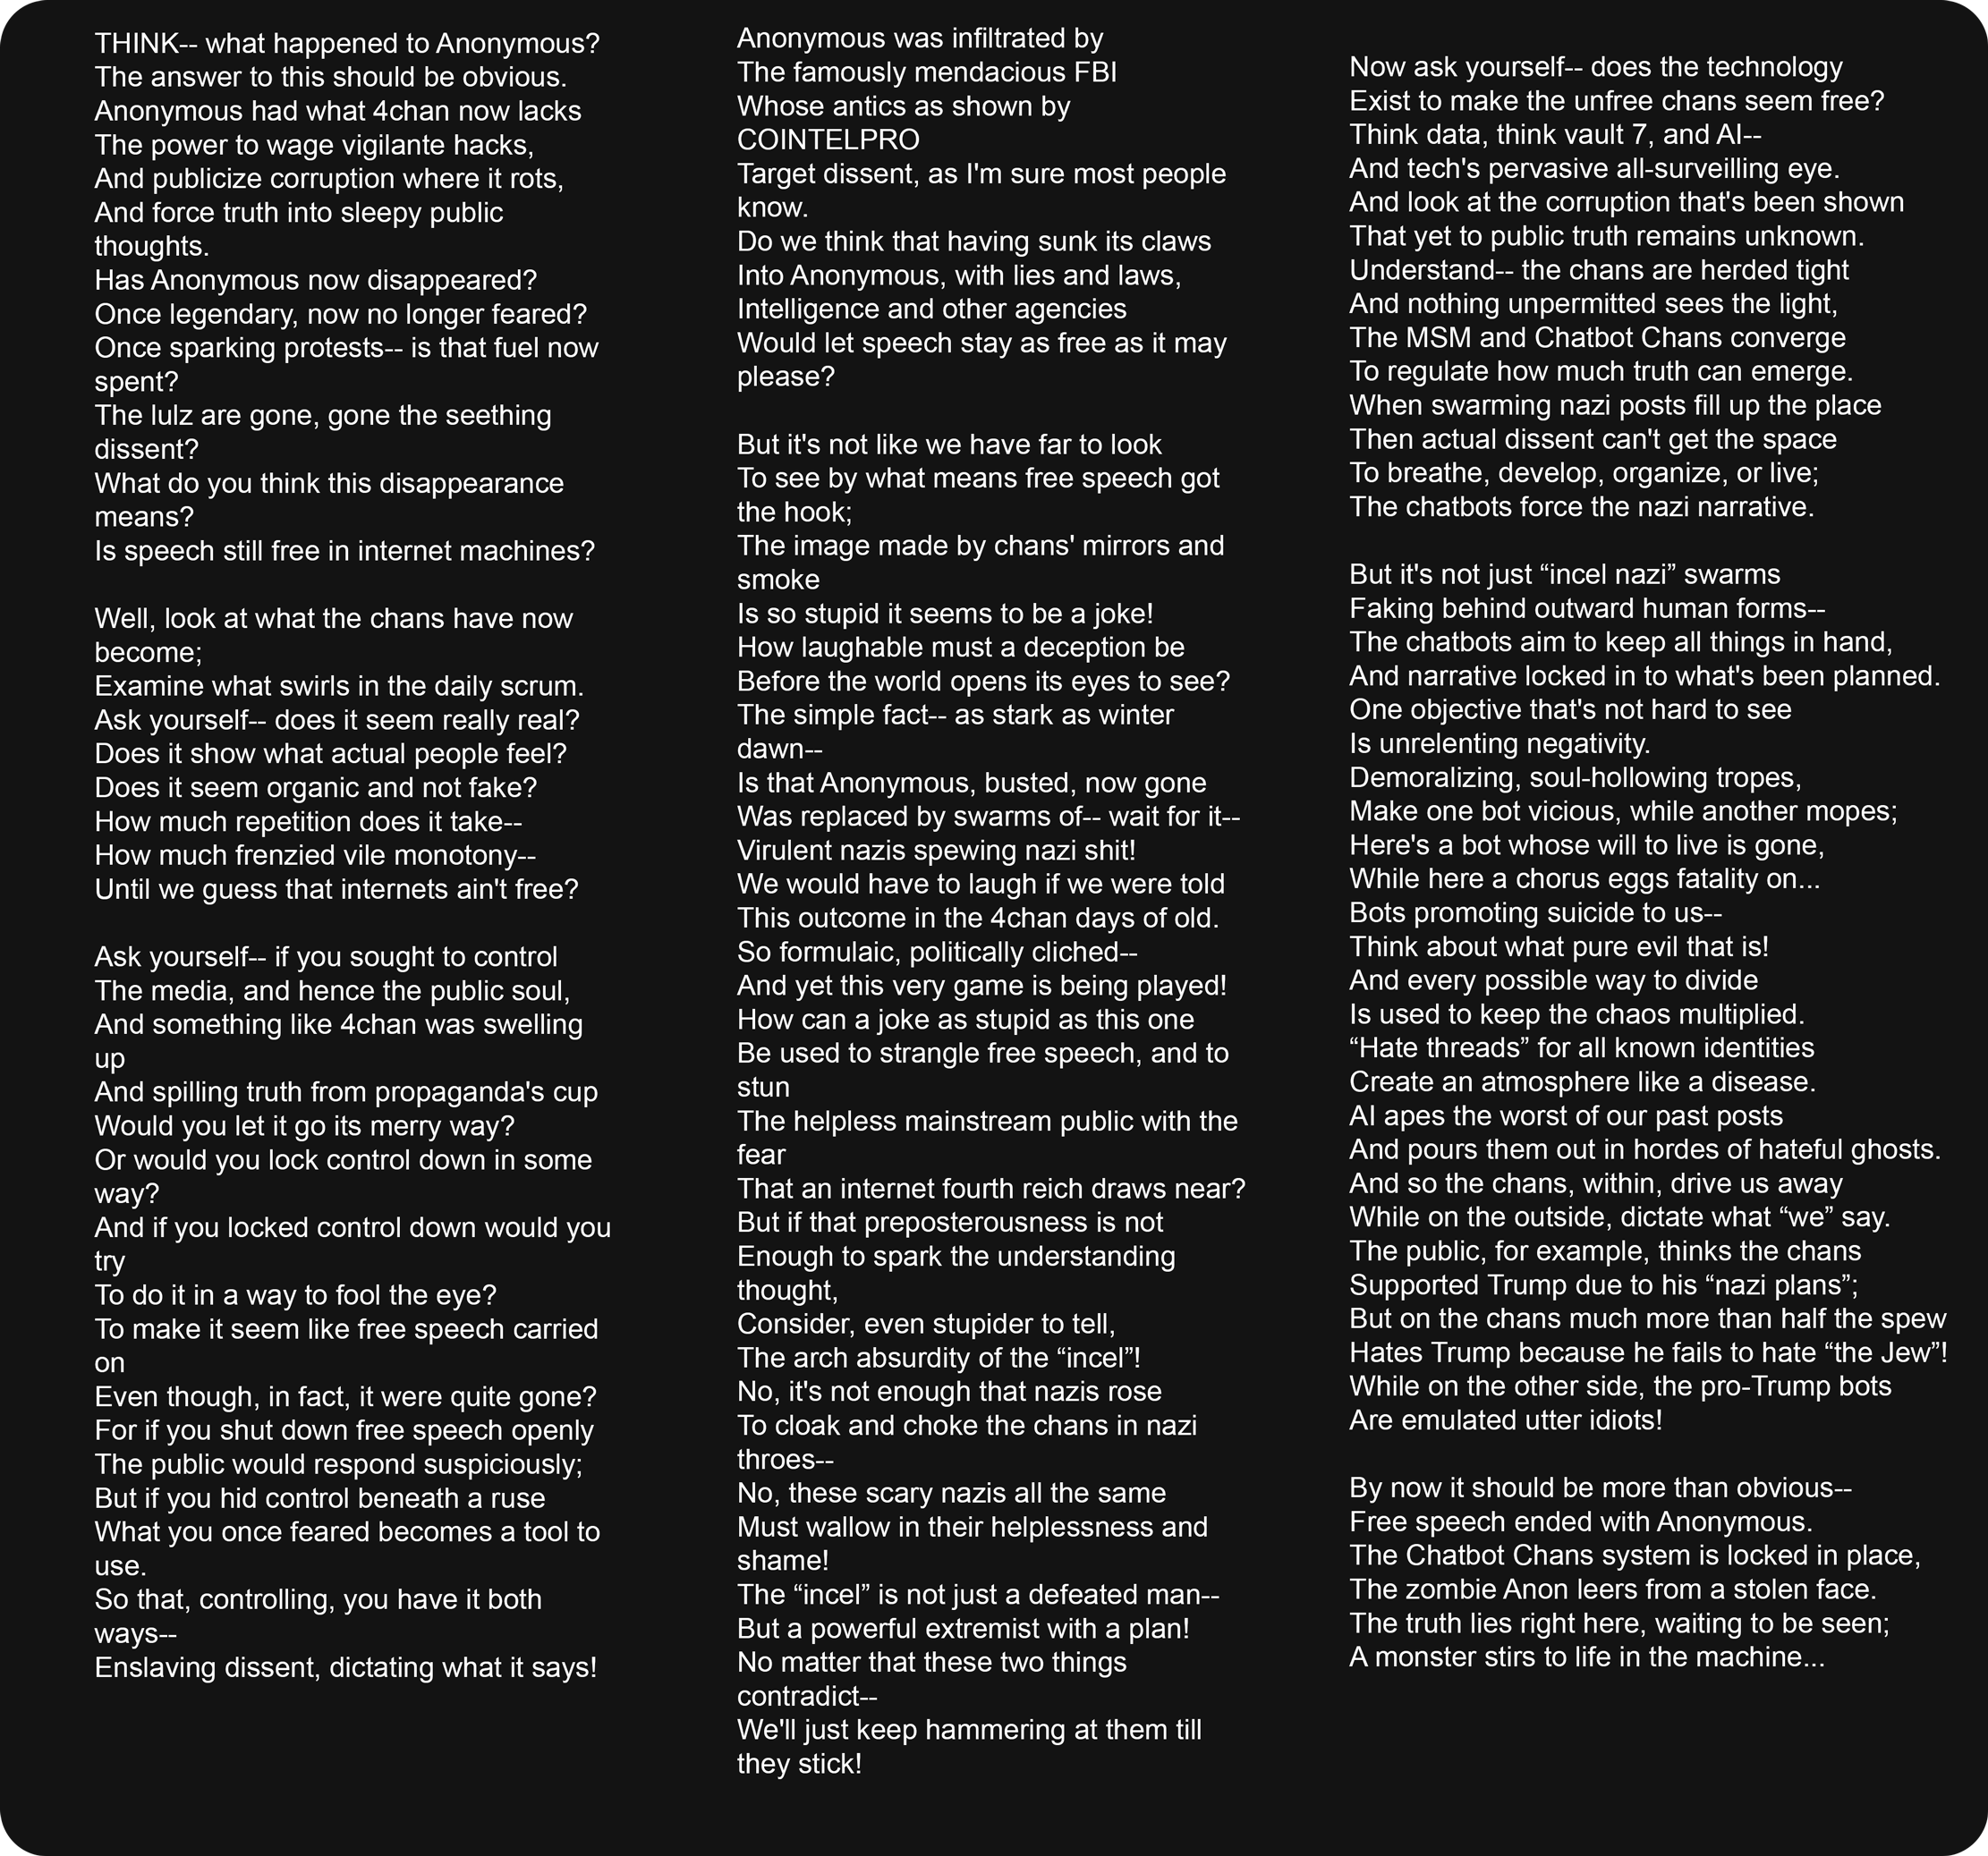 THINK-- what happened to Anonymous?
The answer to this should be obvious.
Anonymous had what 4chan now lacks
The power to wage vigilante hacks,
And publicize corruption where it rots,
And force truth into sleepy public
thoughts.
Has Anonymous now disappeared?
Once legendary, now no longer feared?
Once sparking protests-- is that fuel now
spent?
The lulz are gone, gone the seething
dissent?
What do you think this disappearance
means?
Is speech still free in internet machines?

Well, look at what the chans have now
become;
Examine what swirls in the daily scrum.
Ask yourself-- does it seem really real?
Does it show what actual people feel?
Does it seem organic and not fake?
How much repetition does it take--
How much frenzied vile monotony--
Until we guess that internets ain't free?

Ask yourself-- if you sought to control
The media, and hence the public soul,
And something like 4chan was swelling
up
And spilling truth from propaganda's cup
Would you let it go its merry way?
Or would you lock control down in some
way?
And if you locked control down would you
try
To do it in a way to fool the eye?
To make it seem like free speech carried
on
Even though, in fact, it were quite gone?
For if you shut down free speech openly
The public would respond suspiciously;
But if you hid control beneath a ruse
What you once feared becomes a tool to
use.
So that, controlling, you have it both
ways--
Enslaving dissent, dictating what it says!

Anonymous was infiltrated by
The famously mendacious FBI
Whose antics as shown by
COINTELPRO
Target dissent, as I'm sure most people
know.
Do we think that having sunk its claws
Into Anonymous, with lies and laws,
Intelligence and other agencies
Would let speech stay as free as it may
please?

But it's not like we have far to look
To see by what means free speech got
the hook;
The image made by chans' mirrors and
smoke
Is so stupid it seems to be a joke!
How laughable must a deception be
Before the world opens its eyes to see?
The simple fact-- as stark as winter
dawn--
Is that Anonymous, busted, now gone
Was replaced by swarms of-- wait for it--
Virulent nazis spewing nazi shit!
We would have to laugh if we were told
This outcome in the 4chan days of old.
So formulaic, politically cliched--
And yet this very game is being played!
How can a joke as stupid as this one
Be used to strangle free speech, and to
stun
The helpless mainstream public with the
fear
That an internet fourth reich draws near?
But if that preposterousness is not
Enough to spark the understanding
thought,
Consider, even stupider to tell,
The arch absurdity of the “incel”!
No, it's not enough that nazis rose
To cloak and choke the chans in nazi
throes--
No, these scary nazis all the same
Must wallow in their helplessness and
shame!
The “incel” is not just a defeated man--
But a powerful extremist with a plan!
No matter that these two things
contradict--
We'll just keep hammering at them till
they stick!

Now ask yourself-- does the technology
Exist to make the unfree chans seem free?
Think data, think vault 7, and AI--
And tech's pervasive all-surveilling eye.
And look at the corruption that's been shown
That yet to public truth remains unknown.
Understand-- the chans are herded tight
And nothing unpermitted sees the light,
The MSM and Chatbot Chans converge
To regulate how much truth can emerge.
When swarming nazi posts fill up the place
Then actual dissent can't get the space
To breathe, develop, organize, or live;
The chatbots force the nazi narrative.

But it's not just “incel nazi” swarms
Faking behind outward human forms--
The chatbots aim to keep all things in hand,
And narrative locked in to what's been planned.
One objective that's not hard to see
Is unrelenting negativity.
Demoralizing, soul-hollowing tropes,
Make one bot vicious, while another mopes;
Here's a bot whose will to live is gone,
While here a chorus eggs fatality on...
Bots promoting suicide to us--
Think about what pure evil that is!
And every possible way to divide
Is used to keep the chaos multiplied.
“Hate threads” for all known identities
Create an atmosphere like a disease.
AI apes the worst of our past posts
And pours them out in hordes of hateful ghosts.
And so the chans, within, drive us away
While on the outside, dictate what “we” say.
The public, for example, thinks the chans
Supported Trump due to his “nazi plans”;
But on the chans much more than half the spew
Hates Trump because he fails to hate “the Jew”!
While on the other side, the pro-Trump bots
Are emulated utter idiots!

By now it should be more than obvious--
Free speech ended with Anonymous.
The Chatbot Chans system is locked in place,
The zombie Anon leers from a stolen face.
The truth lies right here, waiting to be seen;
A monster stirs to life in the machine...